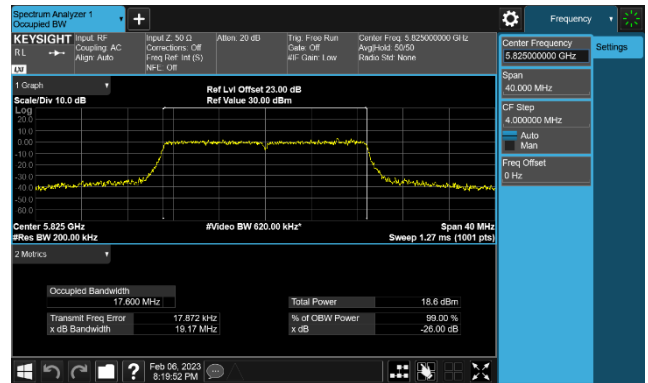 Spectrum Analyzer 1
Occupied BW
+
Frequency
KEYSIGHT
RL
LXI
Input: RF
Coupling: AC
Align: Auto
Input Z: 50 Ω
Corrections: Off
Freq Ref: Int (S)
NFE: Off
Atten: 20 dB
Trig: Free Run
Gate: Off
#IF Gain: Low
Center Freq: 5.825000000 GHz
Avg|Hold: 50/50
Radio Std: None
Center Frequency
5.825000000 GHz
Settings
Span
40.000 MHz
CF Step
4.000000 MHz
Auto
Man
Freq Offset
0 Hz
1 Graph
Scale/Div 10.0 dB
Ref Lvl Offset 23.00 dB
Ref Value 30.00 dBm
Log
20.0
10.0
0.00
-10.0
-20.0
-30.0
-40.0
-50.0
-60.0
Center 5.825 GHz
#Video BW 620.00 kHz*
Span 40 MHz
#Res BW 200.00 kHz
Sweep 1.27 ms (1001 pts)
2 Metrics
Occupied Bandwidth
17.600 MHz
Total Power 18.6 dBm
Transmit Freq Error 17.872 kHz
% of OBW Power 99.00 %
x dB Bandwidth 19.17 MHz
x dB -26.00 dB
?
Feb 06, 2023
8:19:52 PM